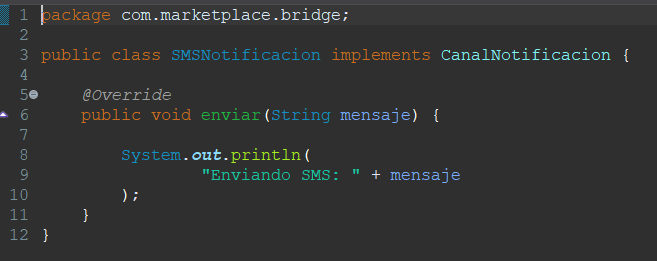 1 package com.marketplace.bridge;
2
3 public class SMSNotificacion implements CanalNotificacion {
4
5 @Override
6 public void enviar(String mensaje) {
7
8 System.out.println(
9 "Enviando SMS: " + mensaje
10 );
11 }
12 }